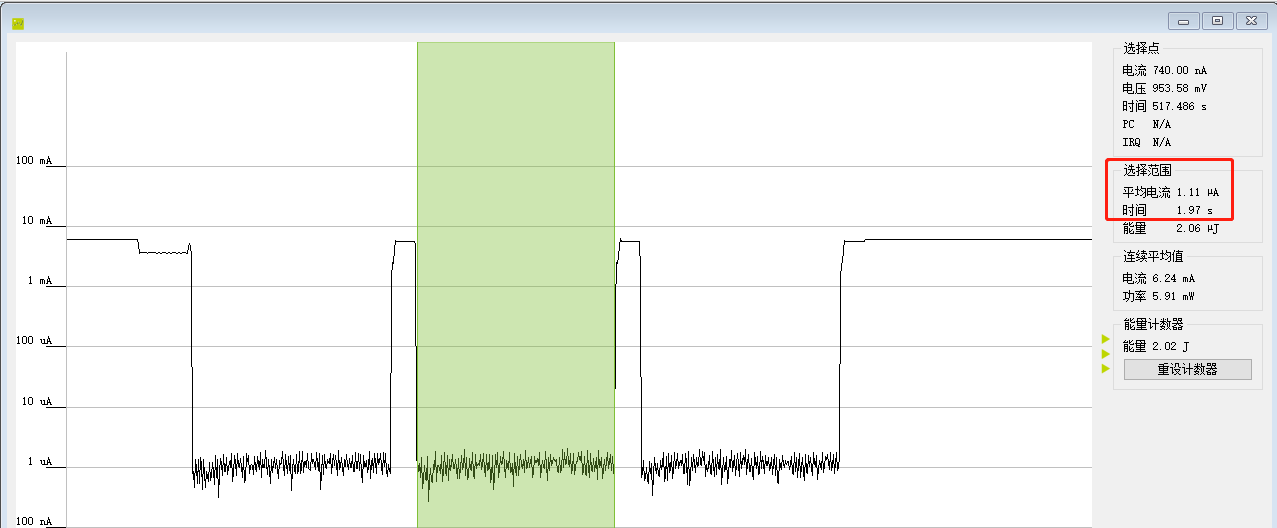 100 mA
10 mA
1 mA
100 uA
10 uA
1 uA
100 nA
选择点
电流 740.00 nA
电压 953.58 mV
时间 517.486 s
PC N/A
IRQ N/A
选择范围
平均电流 1.11 µA
时间 1.97 s
能量 2.06 µJ
连续平均值
电流 6.24 mA
功率 5.91 mW
能量计数器
能量 2.02 J
重设计数器